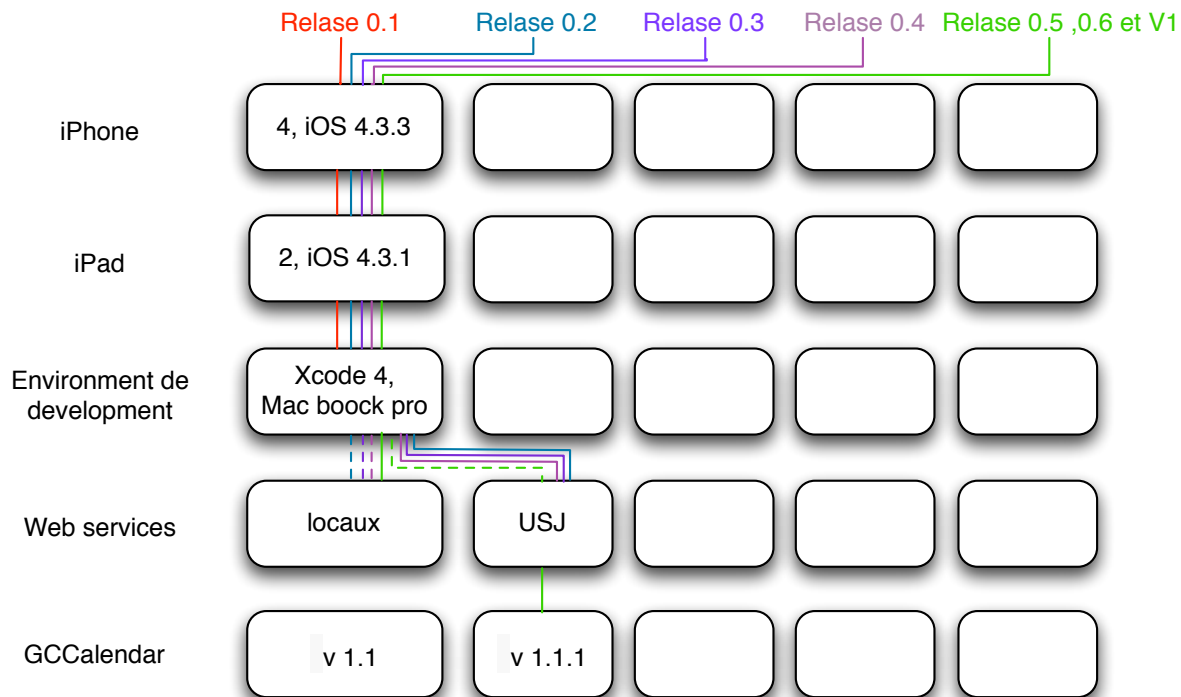 Relase 0.1 Relase 0.2 Relase 0.3 Relase 0.4 Relase 0.5 ,0.6 et V1
iPhone 4, iOS 4.3.3
iPad 2, iOS 4.3.1
Environment de
development
Xcode 4,
Mac boock pro
Web services locaux USJ
GCCalendar v 1.1 v 1.1.1